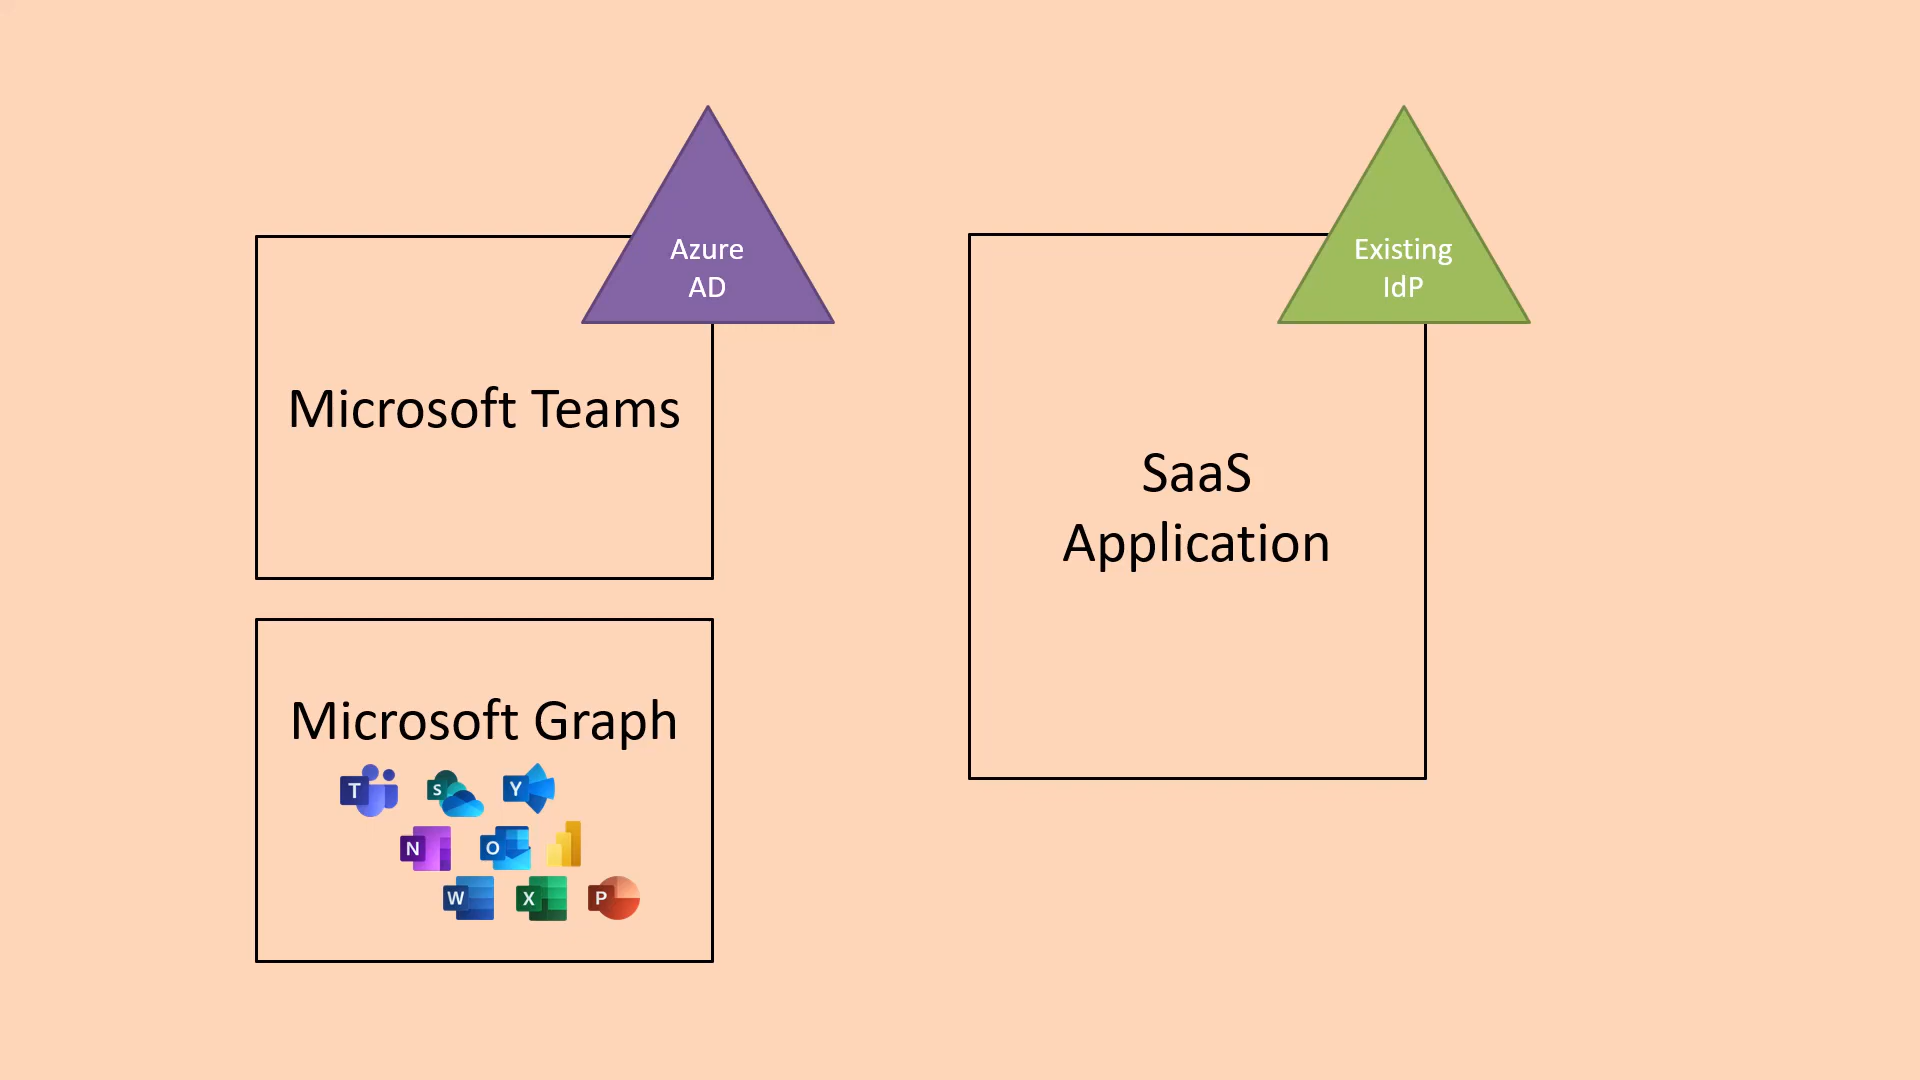 Azure
AD
Existing
IdP
Microsoft Teams
SaaS
Application
Microsoft Graph
T
S
Y
N
O
W
X
P